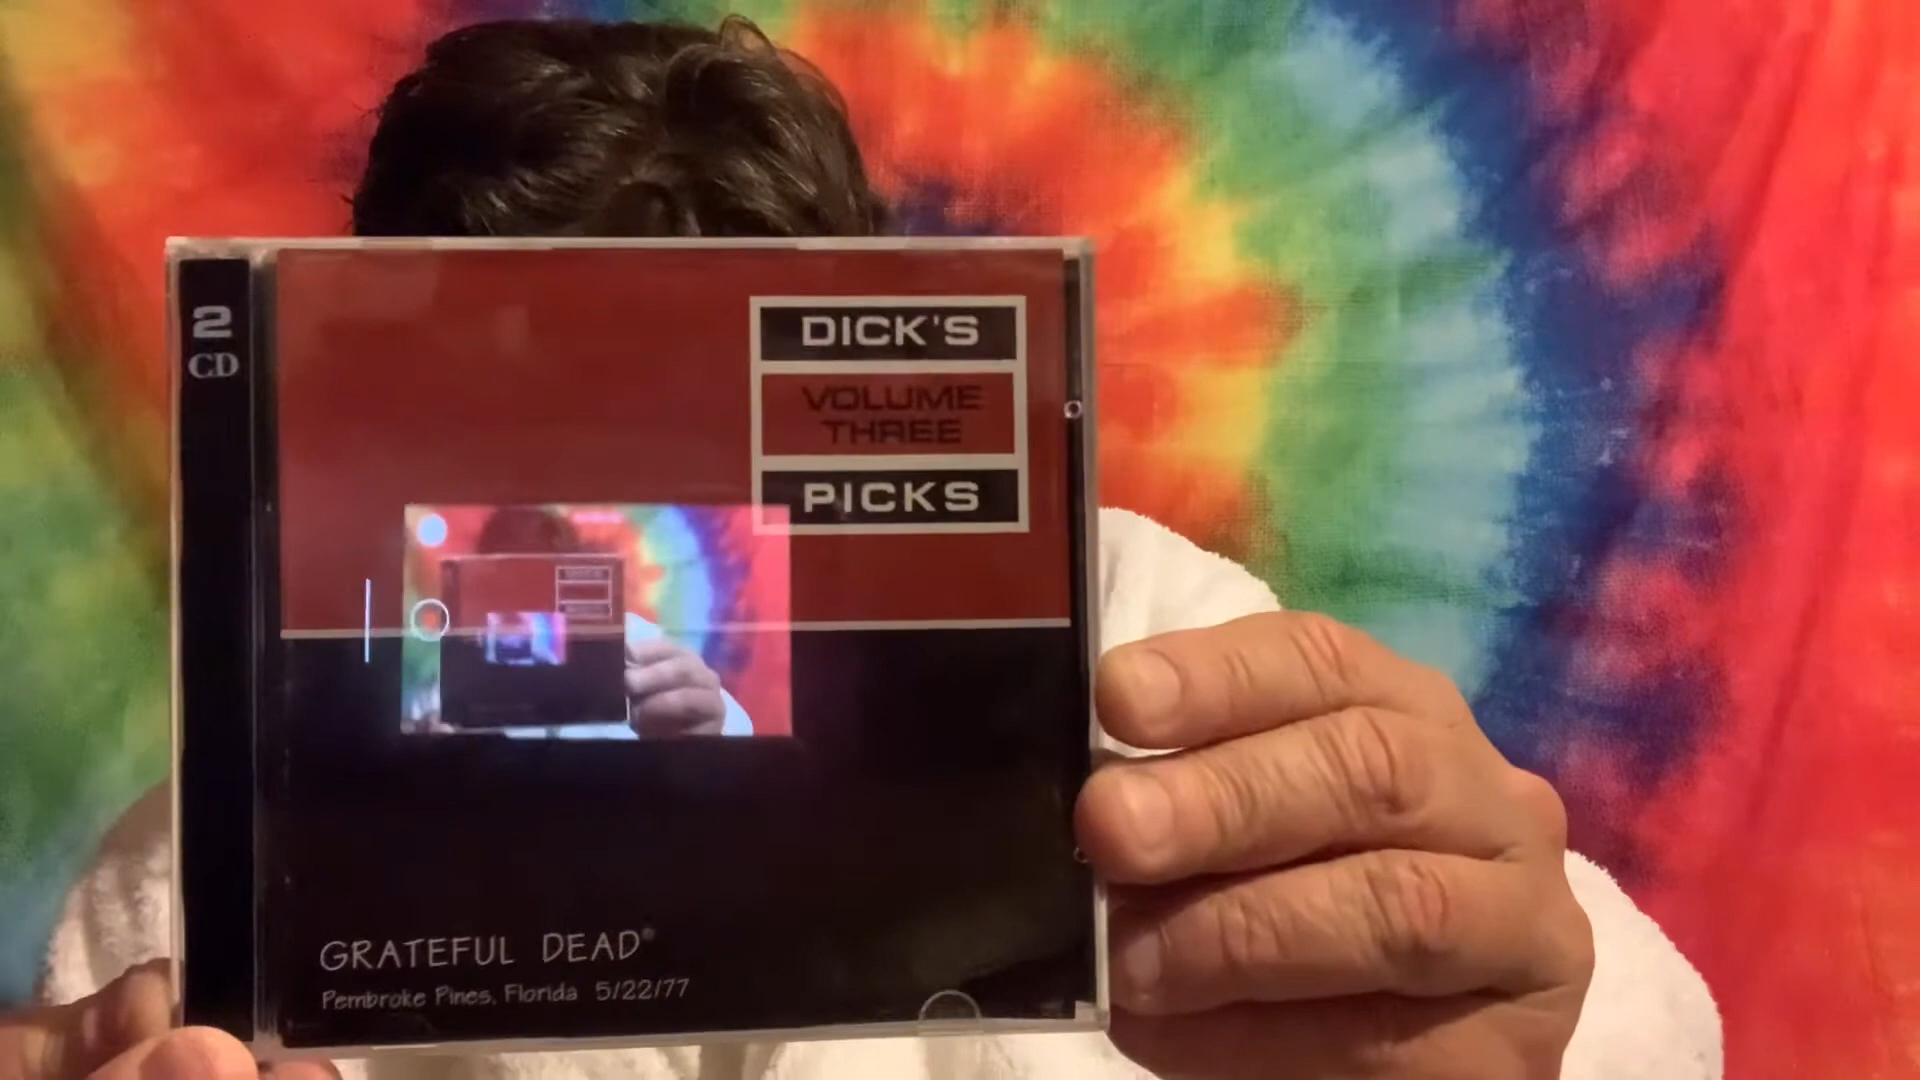 2
CD
DICK'S
VOLUME
THREE
PICKS
GRATEFUL DEAD®
Pembroke Pines, Florida 5/22/77